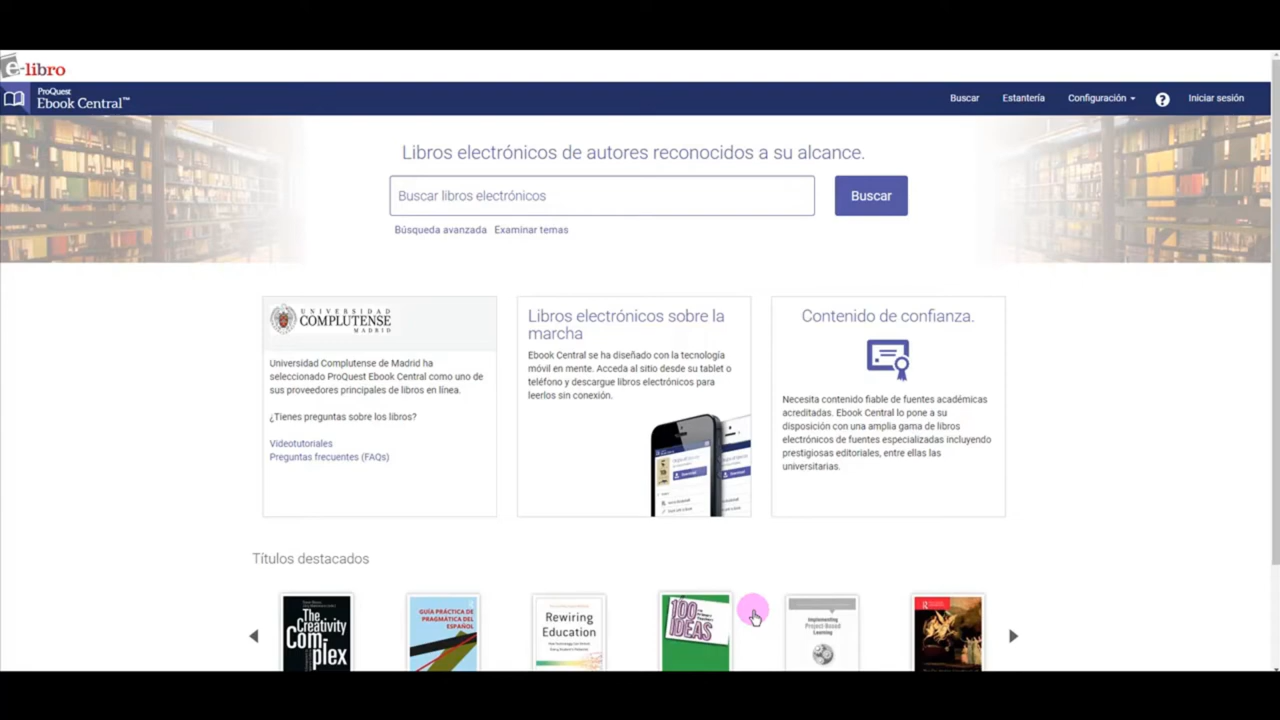 e-libro
ProQuest
Ebook Central™
Buscar
Estantería
Configuración
?
Iniciar sesión
Libros electrónicos de autores reconocidos a su alcance.
Buscar libros electrónicos
Buscar
Búsqueda avanzada
Examinar temas
UNIVERSIDAD
COMPLUTENSE
MADRID
Universidad Complutense de Madrid ha
seleccionado ProQuest Ebook Central como uno de
sus proveedores principales de libros en línea.
¿Tienes preguntas sobre los libros?
Videotutoriales
Preguntas frecuentes (FAQs)
Libros electrónicos sobre la
marcha
Ebook Central se ha diseñado con la tecnología
móvil en mente. Acceda al sitio desde su tablet o
teléfono y descargue libros electrónicos para
leerlos sin conexión.
Contenido de confianza.
Necesita contenido fiable de fuentes académicas
acreditadas. Ebook Central lo pone a su
disposición con una amplia gama de libros
electrónicos de fuentes especializadas incluyendo
prestigiosas editoriales, entre ellas las
universitarias.
Títulos destacados
The
Creativity
Com
plex
GUÍA PRÁCTICA DE
PRAGMÁTICA DEL
ESPAÑOL
Rewiring
Education
100
IDEAS
Implementing
Project-Based
Learning